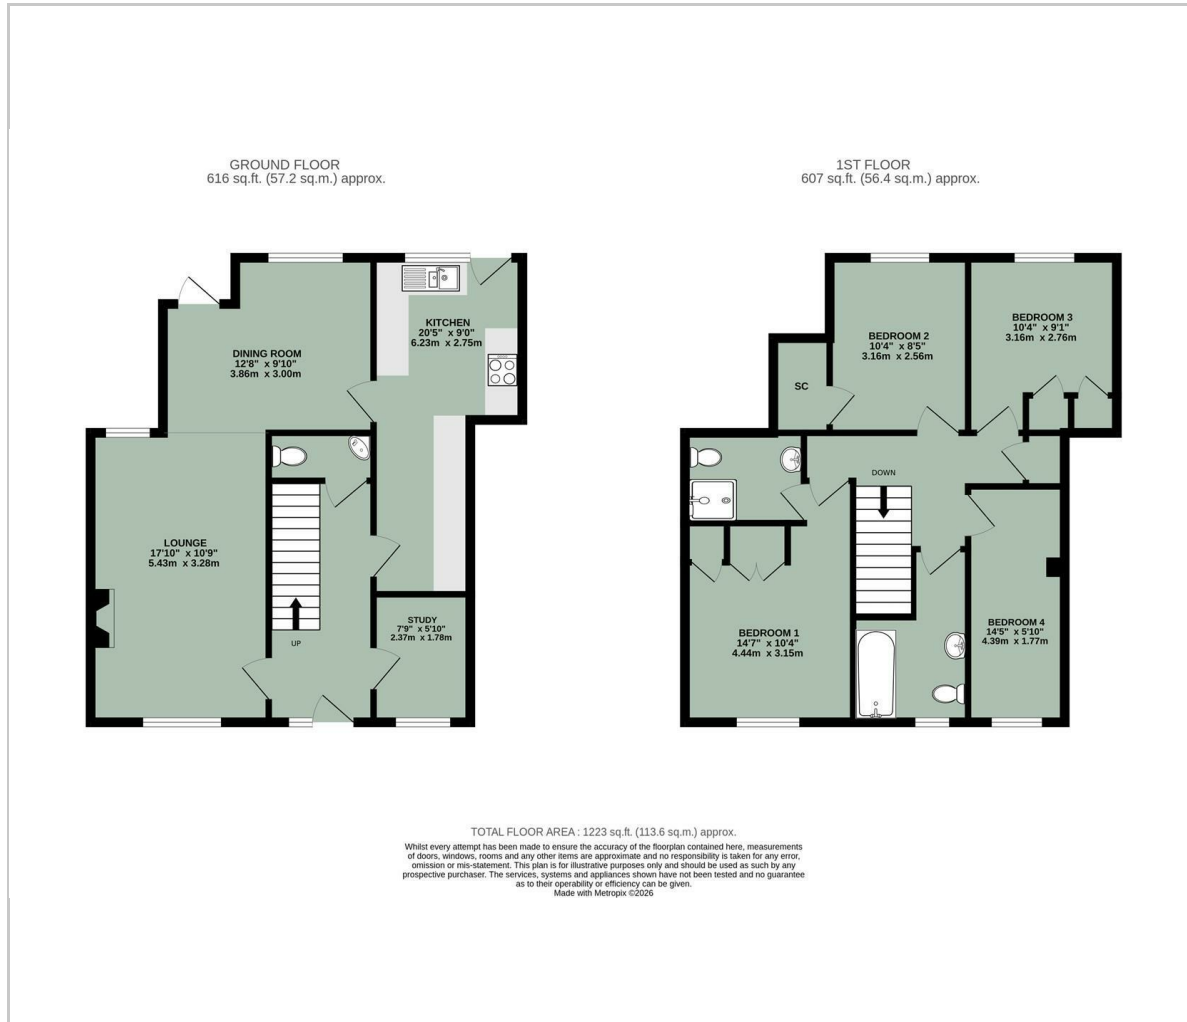 GROUND FLOOR
616 sq.ft. (57.2 sq.m.) approx.
1ST FLOOR
607 sq.ft. (56.4 sq.m.) approx.
KITCHEN
20'5" x 9'0"
6.23m x 2.75m
DINING ROOM
12'8" x 9'10"
3.86m x 3.00m
LOUNGE
17'10" x 10'9"
5.43m x 3.28m
STUDY
7'9" x 5'10"
2.37m x 1.78m
UP
BEDROOM 3
10'4" x 9'1"
3.16m x 2.76m
BEDROOM 2
10'4" x 8'5"
3.16m x 2.56m
SC
DOWN
BEDROOM 1
14'7" x 10'4"
4.44m x 3.15m
BEDROOM 4
14'5" x 5'10"
4.39m x 1.77m
TOTAL FLOOR AREA : 1223 sq.ft. (113.6 sq.m.) approx.
Whilst every attempt has been made to ensure the accuracy of the floorplan contained here, measurements
of doors, windows, rooms and any other items are approximate and no responsibility is taken for any error,
omission or mis-statement. This plan is for illustrative purposes only and should be used as such by any
prospective purchaser. The services, systems and appliances shown have not been tested and no guarantee
as to their operability or efficiency can be given.
Made with Metropix ©2026